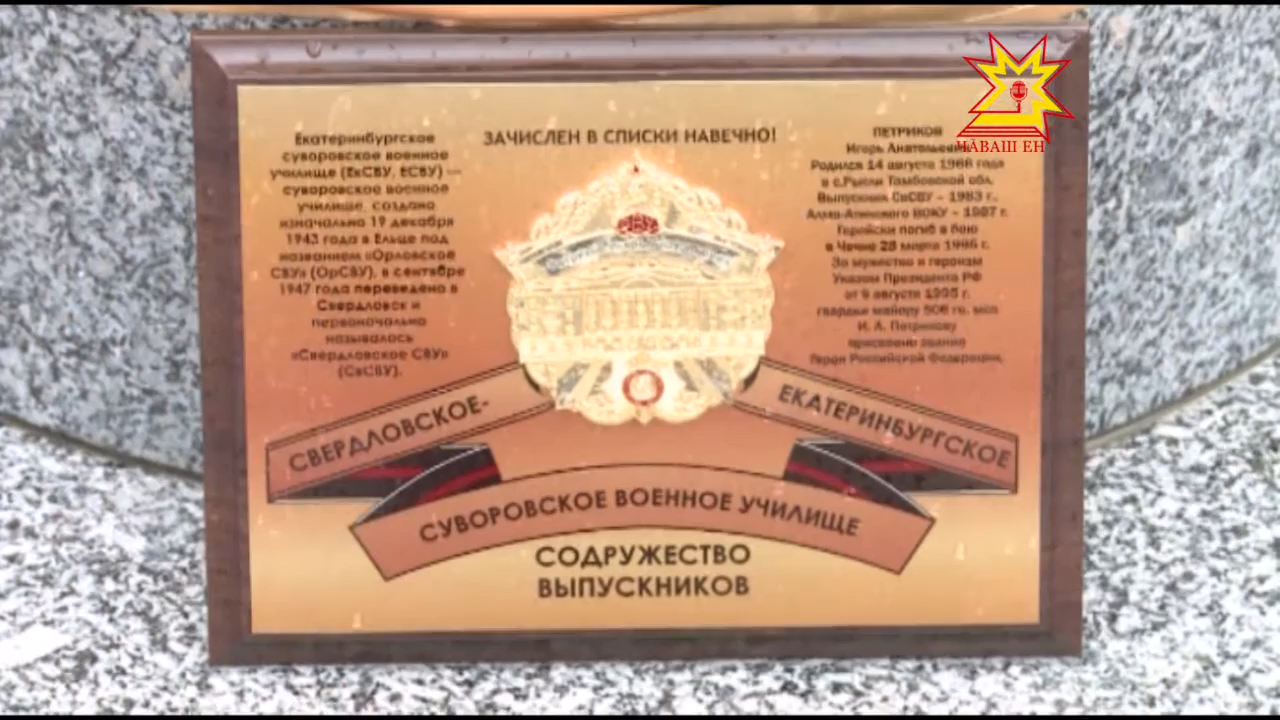 ЗАЧИСЛЕН В СПИСКИ НАВЕЧНО!
Екатеринбургское
суворовское военное
училище (ЕкСВУ, ЕСВУ) —
суворовское военное
училище, создано
изначально 19 декабря
1943 года в Ельце под
названием «Орловское
СВУ» (ОрСВУ), в сентябре
1947 года переведено в
Свердловск и
первоначально
называлось
«Свердловское СВУ»
(СвСВУ).
ПЕТРИКОВ
Игорь Анатольевич
Родился 14 августа 1966 года
в с.Рысли Тамбовской обл.
Выпускник СвСВУ - 1983 г.,
Алма-Атинского ВОКУ - 1987 г.
Геройски погиб в бою
в Чечне 28 марта 1996 г.
За мужество и героизм
Указом Президента РФ
от августа г.
гвардии майору 506 гв. мсп
И. А. Петрикову
присвоено звание
Героя Российской Федерации.
СВЕРДЛОВСКОЕ-
ЕКАТЕРИНБУРГСКОЕ
СУВОРОВСКОЕ ВОЕННОЕ УЧИЛИЩЕ
СОДРУЖЕСТВО
ВЫПУСКНИКОВ
ЧӐВАШ ЕН